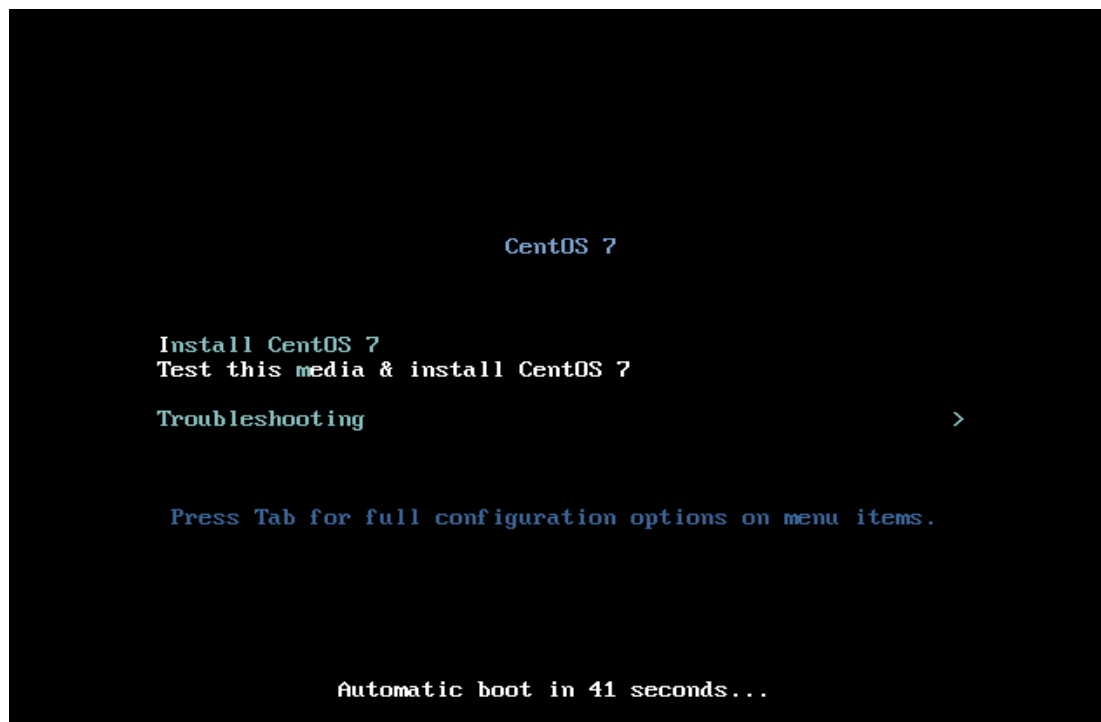 CentOS 7
Install CentOS 7
Test this media & install CentOS 7
Troubleshooting >
Press Tab for full configuration options on menu items.
Automatic boot in 41 seconds...